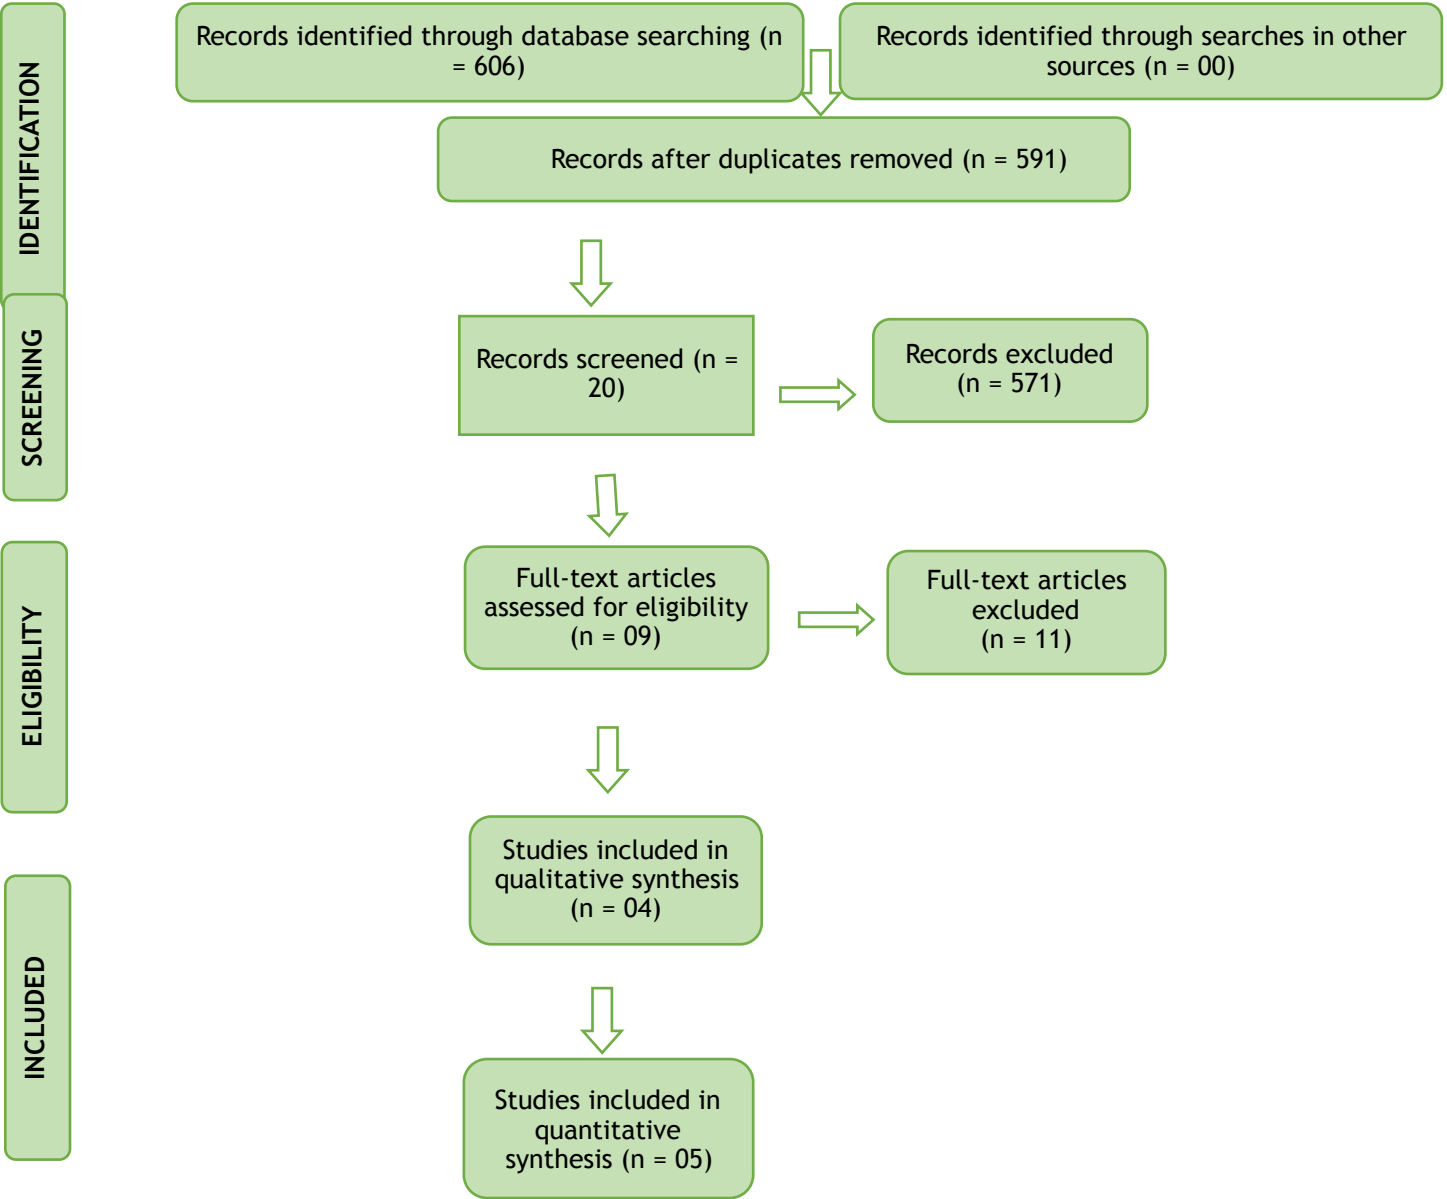 IDENTIFICATION
Records identified through database searching (n
= 606)
Records identified through searches in other
sources (n = 00)
Records after duplicates removed (n = 591)
SCREENING
Records screened (n =
20)
Records excluded
(n = 571)
ELIGIBILITY
Full-text articles
assessed for eligibility
(n = 09)
Full-text articles
excluded
(n = 11)
INCLUDED
Studies included in
qualitative synthesis
(n = 04)
Studies included in
quantitative
synthesis (n = 05)